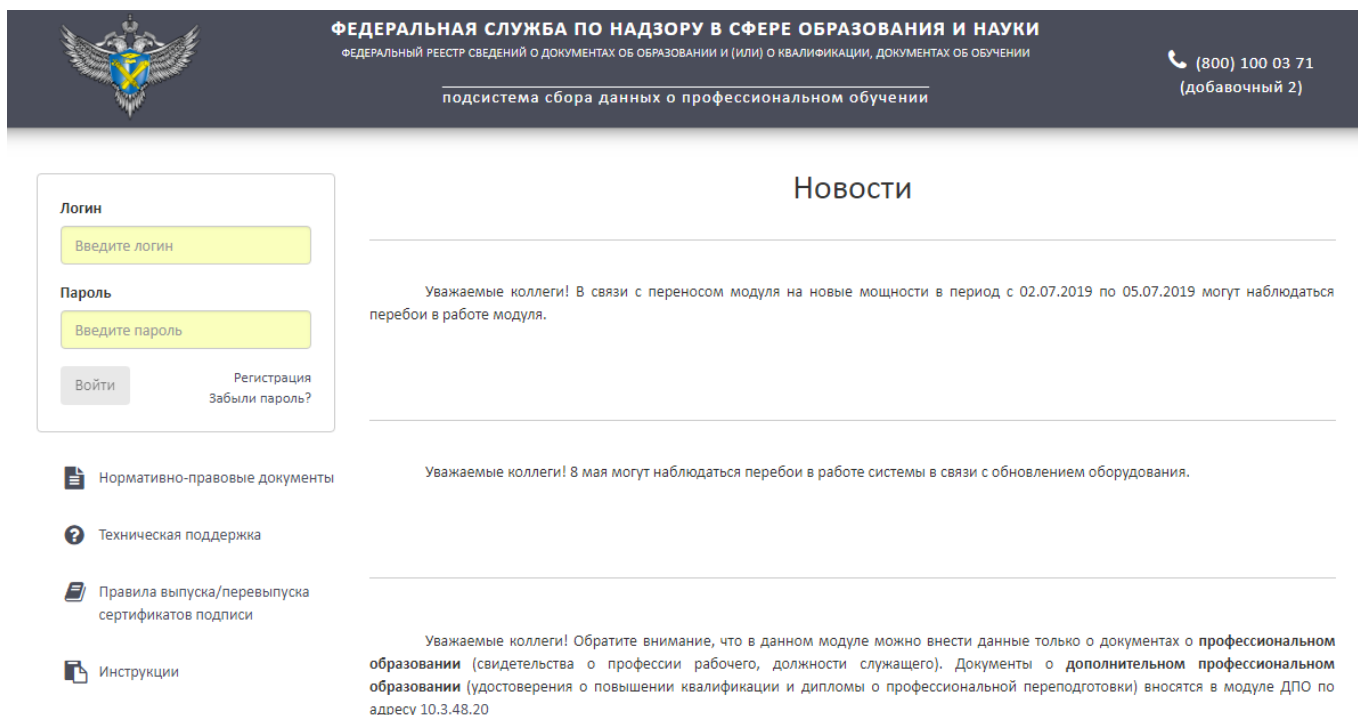 ФЕДЕРАЛЬНАЯ СЛУЖБА ПО НАДЗОРУ В СФЕРЕ ОБРАЗОВАНИЯ И НАУКИ
ФЕДЕРАЛЬНЫЙ РЕЕСТР СВЕДЕНИЙ О ДОКУМЕНТАХ ОБ ОБРАЗОВАНИИ И (ИЛИ) О КВАЛИФИКАЦИИ, ДОКУМЕНТАХ ОБ ОБУЧЕНИИ
подсистема сбора данных о профессиональном обучении
(800) 100 03 71
(добавочный 2)
Логин
Введите логин
Пароль
Введите пароль
Войти
Регистрация
Забыли пароль?
Нормативно-правовые документы
Техническая поддержка
Правила выпуска/перевыпуска
сертификатов подписи
Инструкции
Новости
Уважаемые коллеги! В связи с переносом модуля на новые мощности в период с 02.07.2019 по 05.07.2019 могут наблюдаться
перебои в работе модуля.
Уважаемые коллеги! 8 мая могут наблюдаться перебои в работе системы в связи с обновлением оборудования.
Уважаемые коллеги! Обратите внимание, что в данном модуле можно внести данные только о документах о профессиональном
образовании (свидетельства о профессии рабочего, должности служащего). Документы о дополнительном профессиональном
образовании (удостоверения о повышении квалификации и дипломы о профессиональной переподготовки) вносятся в модуле ДПО по
адресу 10.3.48.20